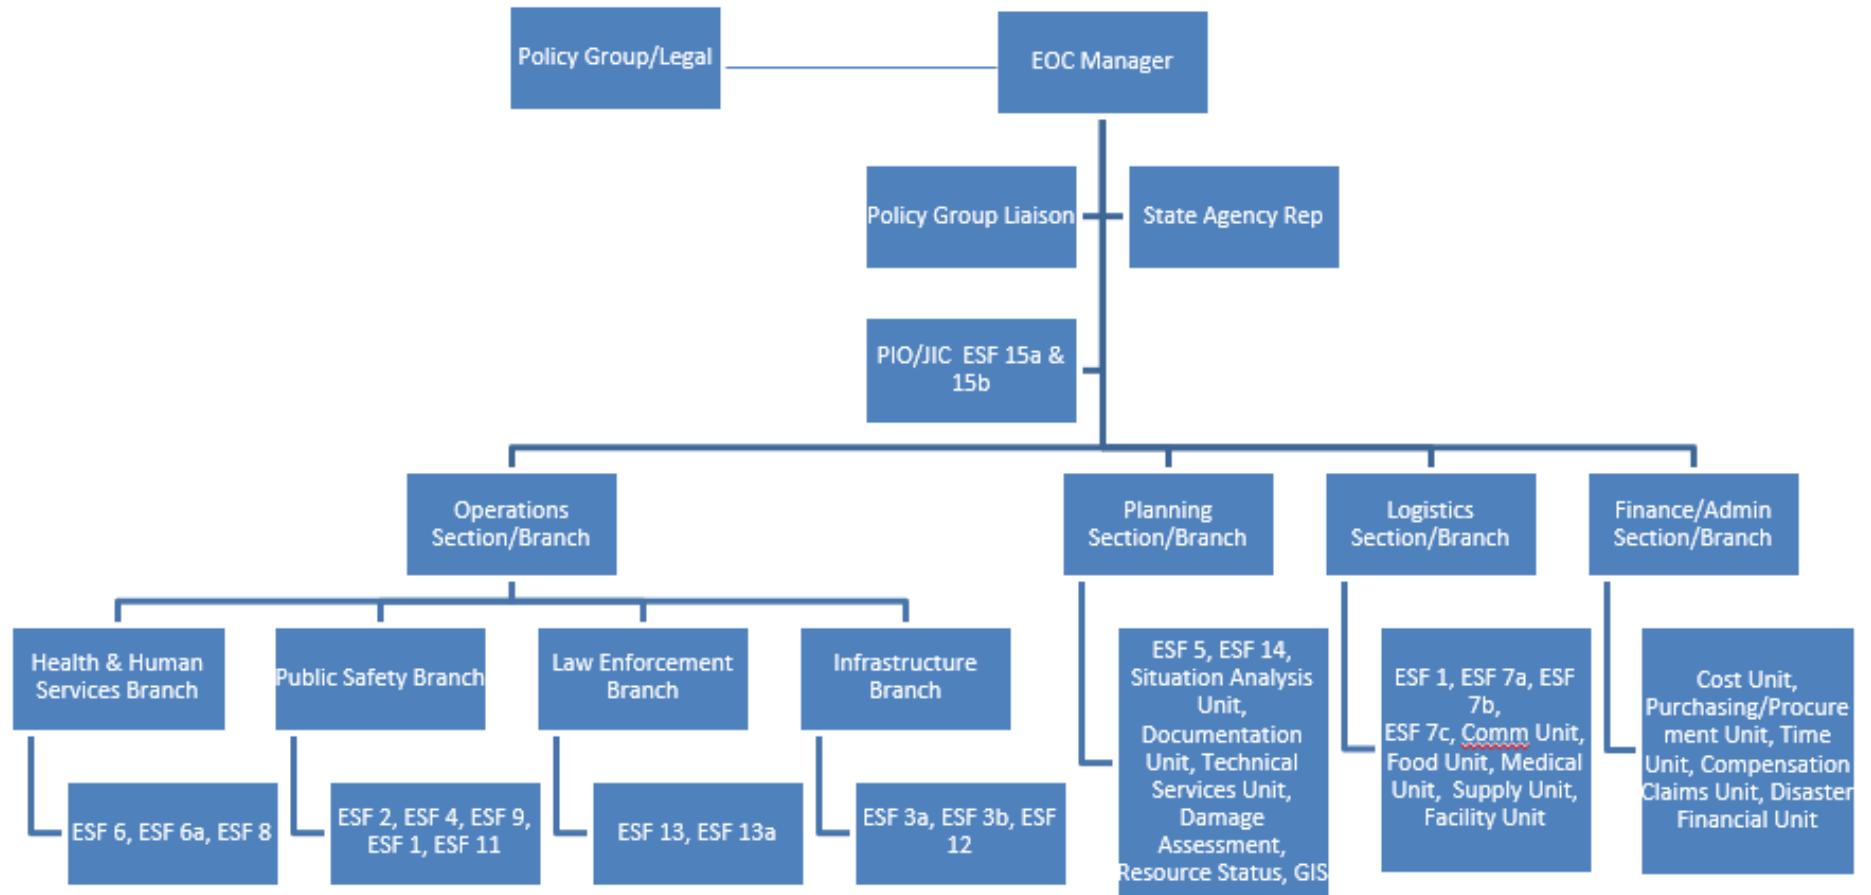 Policy Group/Legal
EOC Manager
Policy Group Liaison
State Agency Rep
PIO/JIC  ESF 15a &
15b
Operations
Section/Branch
Planning
Section/Branch
Logistics
Section/Branch
Finance/Admin
Section/Branch
Health & Human
Services Branch
Public Safety Branch
Law Enforcement
Branch
Infrastructure
Branch
ESF 6, ESF 6a, ESF 8
ESF 2, ESF 4, ESF 9,
ESF 1, ESF 11
ESF 13, ESF 13a
ESF 3a, ESF 3b, ESF
12
ESF 5, ESF 14,
Situation Analysis
Unit,
Documentation
Unit, Technical
Services Unit,
Damage
Assessment,
Resource Status, GIS
ESF 1, ESF 7a, ESF
7b,
ESF 7c, Comm Unit,
Food Unit, Medical
Unit,  Supply Unit,
Facility Unit
Cost Unit,
Purchasing/Procure
ment Unit, Time
Unit, Compensation
Claims Unit, Disaster
Financial Unit